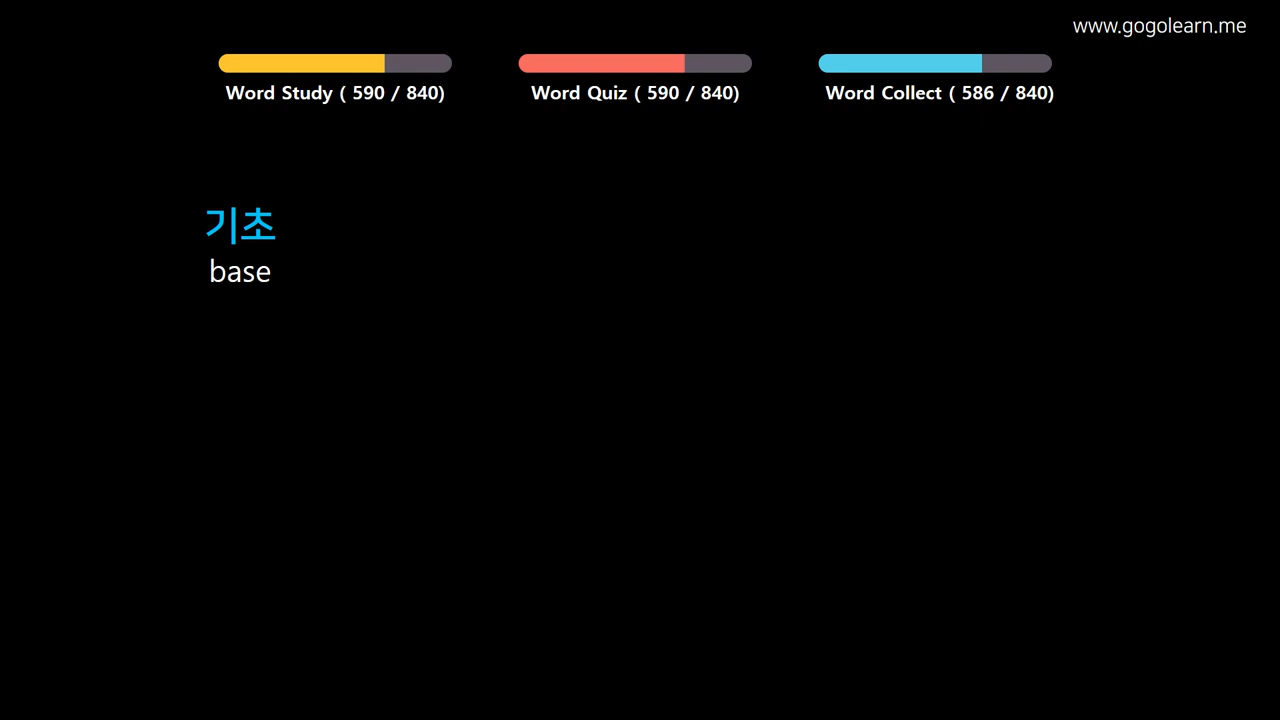 www.gogolearn.me
Word Study ( 590 / 840)
Word Quiz ( 590 / 840)
Word Collect ( 586 / 840)
기초
base